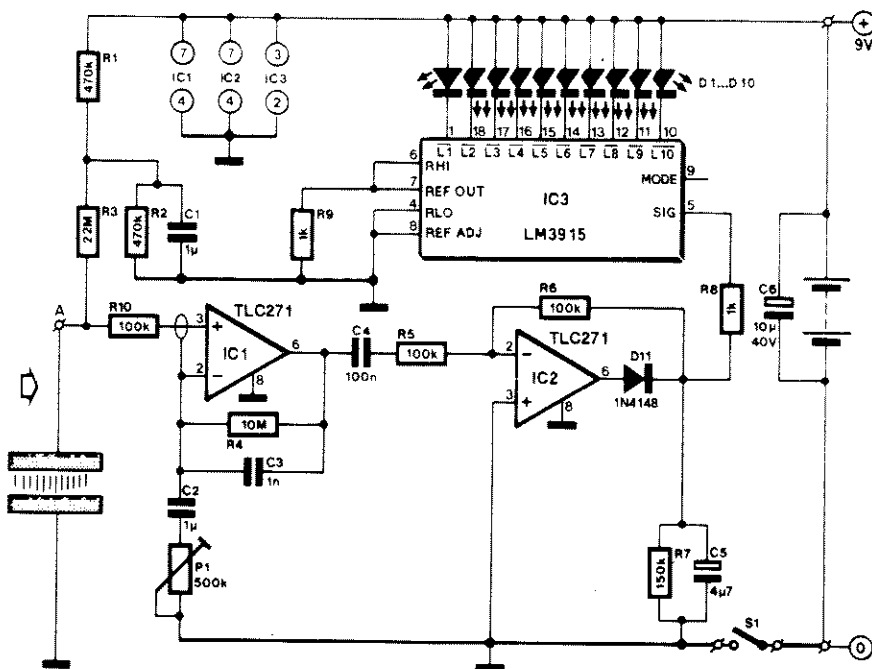 R1
470k
7
7
3
IC1
IC2
IC3
4
4
2
+
9V
D1...D10
1
18
17
16
15
14
13
12
11
10
L1
L2
L3
L4
L5
L6
L7
L8
L9
L10
6
RHI
7
REF OUT
4
RLO
8
REF ADJ
IC3
LM3915
MODE
9
SIG
5
R3
22M
R2
470k
C1
1µ
R9
1k
R8
1k
C6
10µ
40V
A
R10
100k
TLC271
3
+
IC1
6
2
−
8
C4
100n
R5
100k
R6
100k
TLC271
2
−
IC2
6
3
+
8
D11
1N4148
10M
R4
C3
1n
C2
1µ
P1
500k
R7
150k
C5
4µ7
S1
0